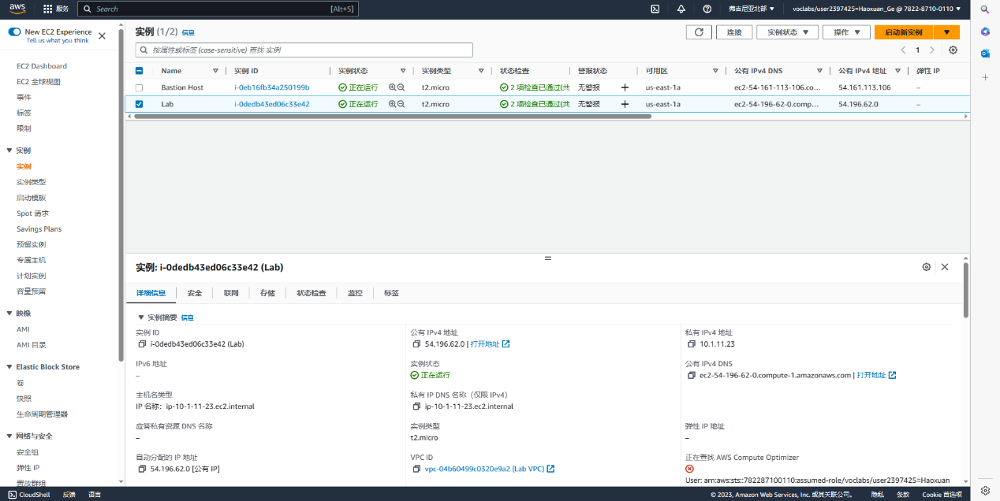 aws 服务 Search [Alt+S] 弗吉尼亚北部 voclabs/user2397425=Haoxuan_Ge @ 7822-8710-0110
New EC2 Experience
Tell us what you think
EC2 Dashboard
EC2 全球视图
事件
标签
限制
实例
实例
实例类型
启动模板
Spot 请求
Savings Plans
预留实例
专属主机
计划实例
容量预留
映像
AMI
AMI 目录
Elastic Block Store
卷
快照
生命周期管理器
网络与安全
安全组
弹性 IP
置放群组
实例 (1/2) 信息 连接 实例状态 操作 启动新实例
按属性或标签 (case-sensitive) 查找 实例 1
Name 实例 ID 实例状态 实例类型 状态检查 警报状态 可用区 公有 IPv4 DNS 公有 IPv4 地址 弹性 IP
Bastion Host i-0eb16fb34a250199b 正在运行 t2.micro 2 项检查已通过(共 无警报 + us-east-1a ec2-54-161-113-106.co... 54.161.113.106 –
Lab i-0dedb43ed06c33e42 正在运行 t2.micro 2 项检查已通过(共 无警报 + us-east-1a ec2-54-196-62-0.comp... 54.196.62.0 –
实例: i-0dedb43ed06c33e42 (Lab)
详细信息 安全 联网 存储 状态检查 监控 标签
实例摘要 信息
实例 ID
i-0dedb43ed06c33e42 (Lab)
公有 IPv4 地址
54.196.62.0 | 打开地址
私有 IPv4 地址
10.1.11.23
IPv6 地址
–
实例状态
正在运行
公有 IPv4 DNS
ec2-54-196-62-0.compute-1.amazonaws.com | 打开地址
主机名类型
IP 名称: ip-10-1-11-23.ec2.internal
私有 IP DNS 名称（仅限 IPv4）
ip-10-1-11-23.ec2.internal
应答私有资源 DNS 名称
–
实例类型
t2.micro
弹性 IP 地址
–
自动分配的 IP 地址
54.196.62.0 [公有 IP]
VPC ID
vpc-04b60499c0320e9a2 (Lab VPC)
正在查找 AWS Compute Optimizer
User: arn:aws:sts::782287100110:assumed-role/voclabs/user2397425=Haoxuan
CloudShell 反馈 语言 © 2023, Amazon Web Services, Inc. 或其关联公司。 隐私 条款 Cookie 首选项